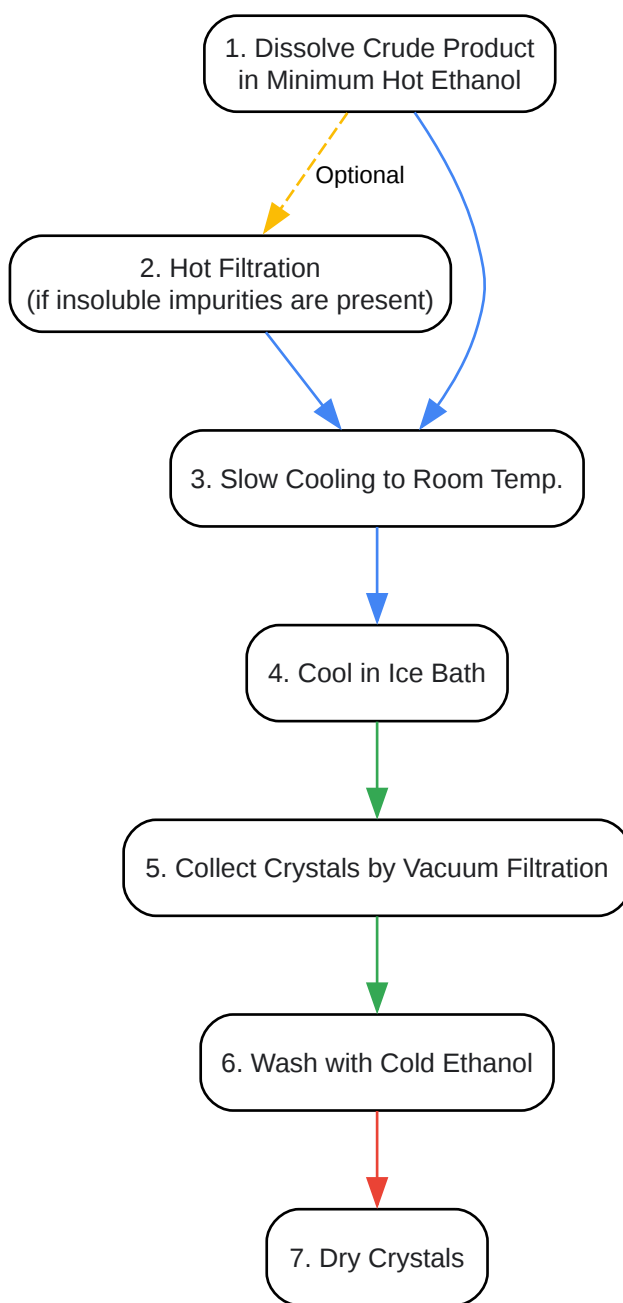 1. Dissolve Crude Product
in Minimum Hot Ethanol
Optional
2. Hot Filtration
(if insoluble impurities are present)
3. Slow Cooling to Room Temp.
4. Cool in Ice Bath
5. Collect Crystals by Vacuum Filtration
6. Wash with Cold Ethanol
7. Dry Crystals